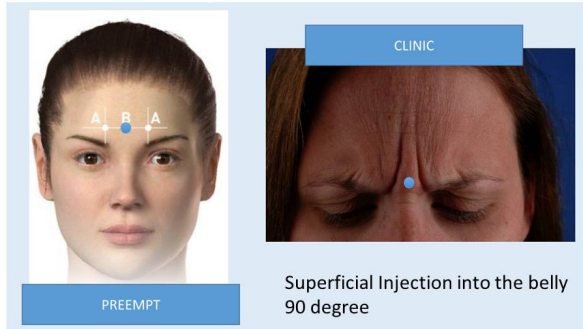 CLINIC
A B A
PREEMPT
Superficial Injection into the belly
90 degree